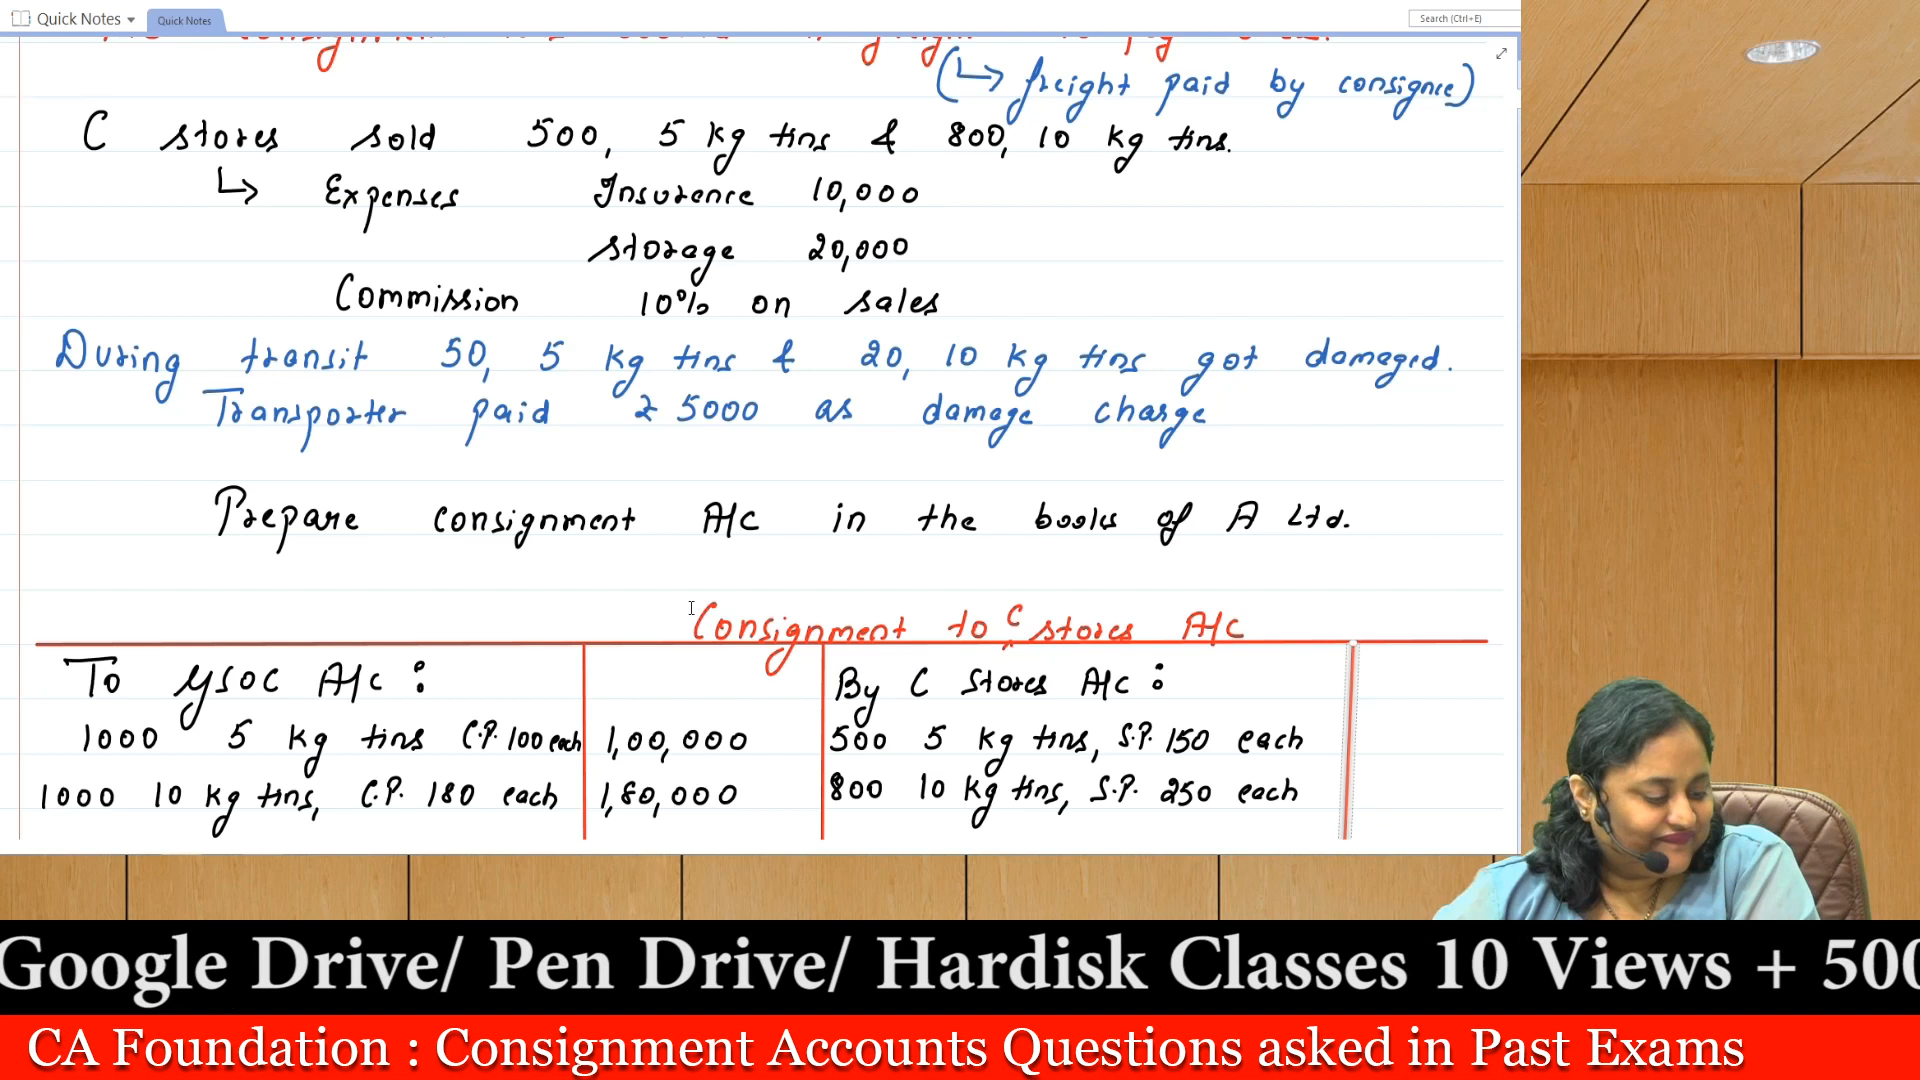 Quick Notes
Quick Notes
Search (Ctrl+E)
(↳ freight paid by consignee)
C stores sold 500, 5 kg tins & 800, 10 kg tins.
↳ Expenses Insurence 10,000
storage 20,000
Commission 10% on sales
During transit 50, 5 kg tins & 20, 10 kg tins got damaged.
Transporter paid ₹ 5000 as damage charge
Prepare consignment A/C in the books of A Ltd.
Consignment to C stores A/C
To GSOC A/c :
By C Stores A/c :
1000 5 kg tins C.P. 100 each 1,00,000
500 5 kg tins, S.P. 150 each
1000 10 kg tins, C.P. 180 each 1,80,000
800 10 kg tins, S.P. 250 each
Google Drive/ Pen Drive/ Hardisk Classes 10 Views + 500
CA Foundation : Consignment Accounts Questions asked in Past Exams